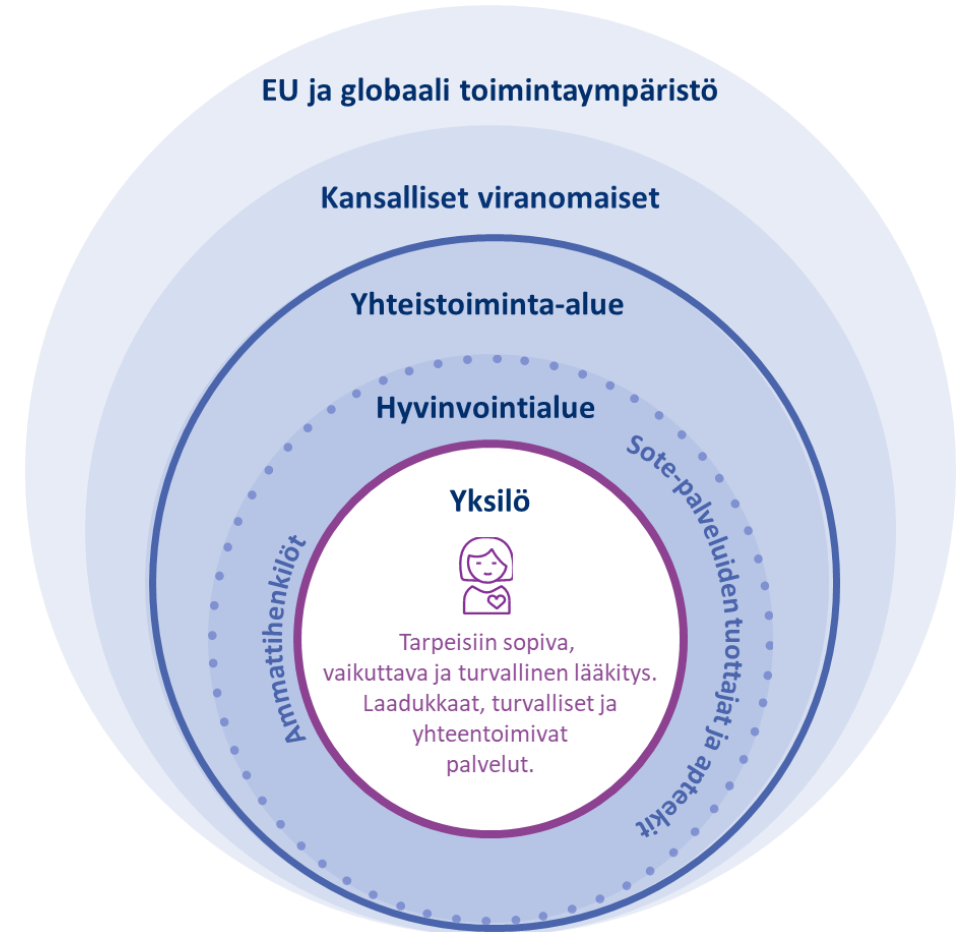 EU ja globaali toimintaympäristö
Kansalliset viranomaiset
Yhteistoiminta-alue
Hyvinvointialue
Ammattihenkilöt
Sote-palveluiden tuottajat ja apteekit
Yksilö
Tarpeisiin sopiva,
vaikuttava ja turvallinen lääkitys.
Laadukkaat, turvalliset ja
yhteentoimivat
palvelut.